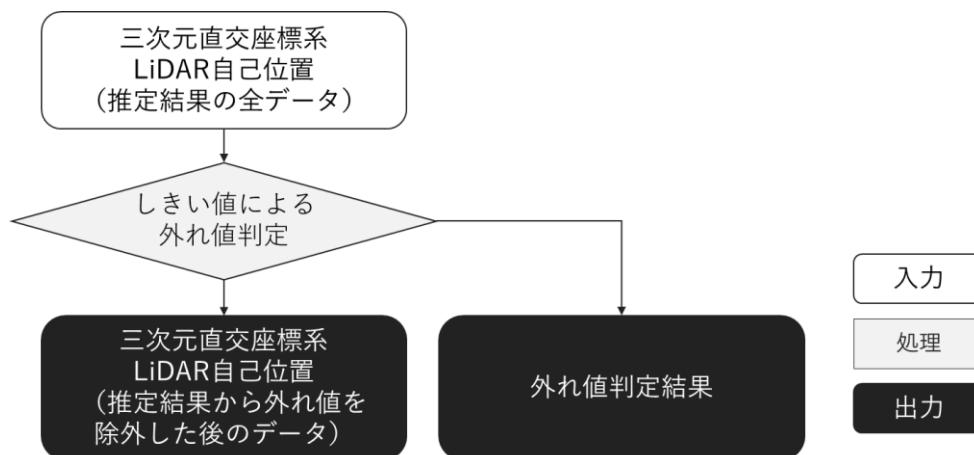 三次元直交座標系
LiDAR自己位置
（推定結果の全データ）
しきい値による
外れ値判定
三次元直交座標系
LiDAR自己位置
（推定結果から外れ値を
除外した後のデータ）
外れ値判定結果
入力
処理
出力